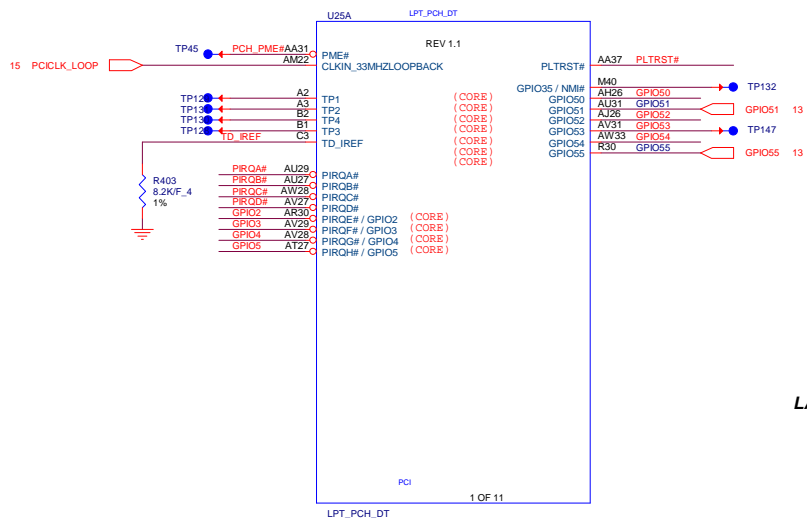 U25A LPT_PCH_DT
REV 1.1
TP45 PCH_PME# AA31 PME#
15 PCICLK_LOOP AM22 CLKIN_33MHZLOOPBACK
PLTRST# AA37 PLTRST#
GPIO35 / NMI# M40 TP132
TP12 A2 TP1 (CORE) GPIO50 AH26 GPIO50
TP13 A3 TP2 (CORE) GPIO51 AU31 GPIO51 GPIO51 13
TP13 B2 TP4 (CORE) GPIO52 AJ26 GPIO52
TP12 B1 TP3 (CORE) GPIO53 AV31 GPIO53 TP147
TD_IREF C3 TD_IREF (CORE) GPIO54 AW33 GPIO54
(CORE) GPIO55 R30 GPIO55 GPIO55 13
(CORE)
R403
8.2K/F_4
1%
PIRQA# AU29 PIRQA#
PIRQB# AU27 PIRQB#
PIRQC# AW28 PIRQC#
PIRQD# AV27 PIRQD#
GPIO2 AR30 PIRQE# / GPIO2 (CORE)
GPIO3 AV29 PIRQF# / GPIO3 (CORE)
GPIO4 AV28 PIRQG# / GPIO4 (CORE)
GPIO5 AT27 PIRQH# / GPIO5 (CORE)
PCI
1 OF 11
LPT_PCH_DT